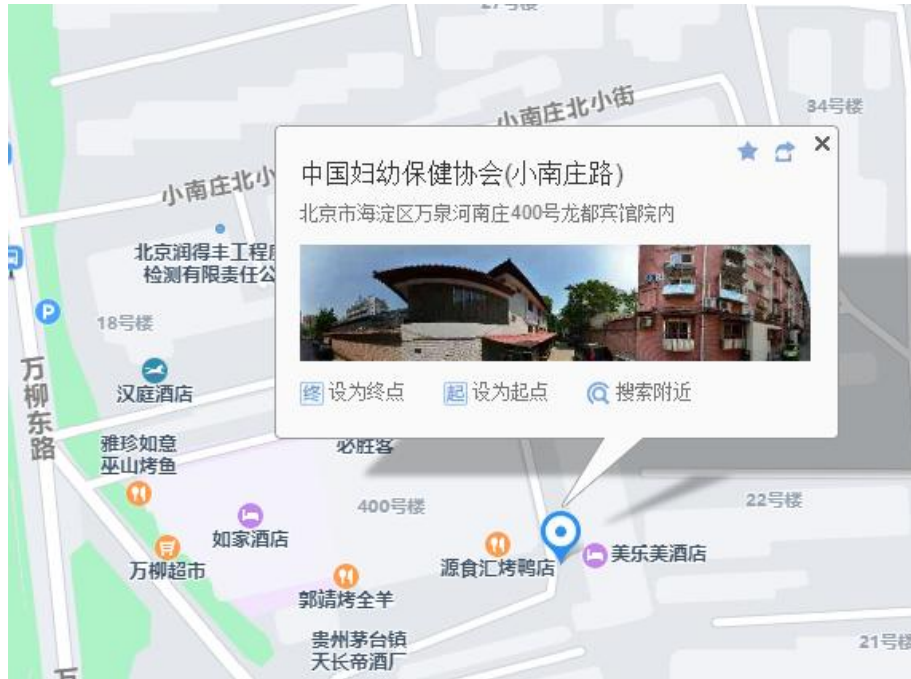 27号楼
小南庄北小街
34号楼
中国妇幼保健协会(小南庄路)
北京市海淀区万泉河南庄400号龙都宾馆院内
终 设为终点
起 设为起点
搜索附近
小南庄北小
北京润得丰工程
检测有限责任公
P
18号楼
汉庭酒店
万柳东路
雅珍如意
巫山烤鱼
必胜客
400号楼
22号楼
如家酒店
万柳超市
源食汇烤鸭店
美乐美酒店
郭靖烤全羊
贵州茅台镇
天长帝酒厂
21号楼
万